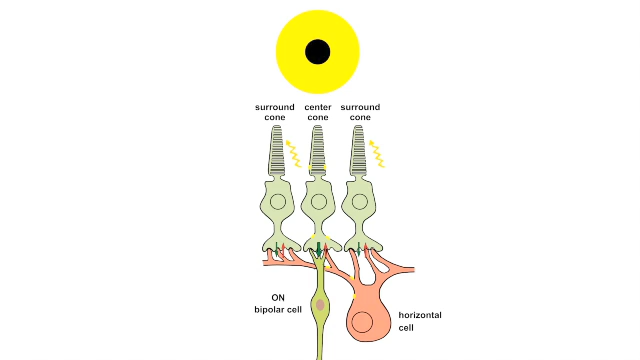 surround center surround
cone cone cone
ON
bipolar cell
horizontal
cell